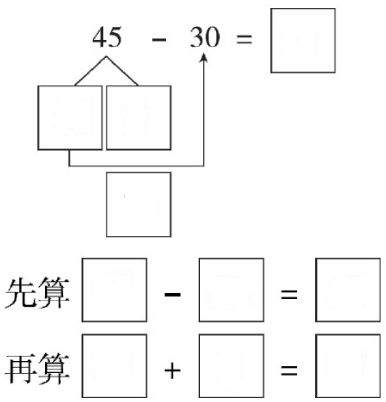 45 - 30 =
先算 - =
再算 + =